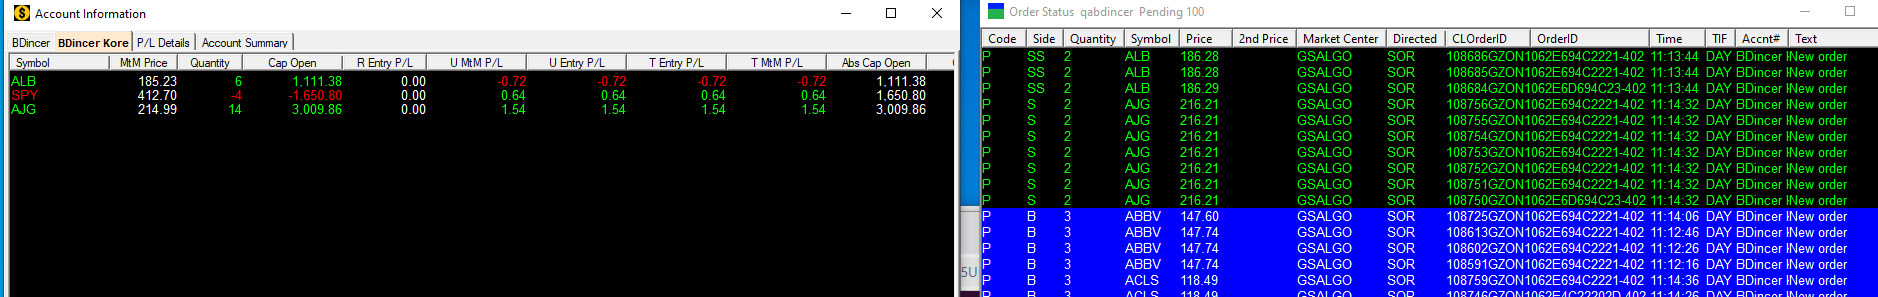 Account Information
BDincer BDincer Kore P/L Details Account Summary
Symbol MtM Price Quantity Cap Open R Entry P/L U MtM P/L U Entry P/L T Entry P/L T MtM P/L Abs Cap Open
ALB 185.23 6 1,111.38 0.00 -0.72 -0.72 -0.72 -0.72 1,111.38
SPY 412.70 -4 -1,650.80 0.00 0.64 0.64 0.64 0.64 1,650.80
AJG 214.99 14 3,009.86 0.00 1.54 1.54 1.54 1.54 3,009.86
5U
Order Status qabdincer Pending 100
Code Side Quantity Symbol Price 2nd Price Market Center Directed CLOrderID OrderID Time TIF Accnt# Text
P SS 2 ALB 186.28 GSALGO SOR 108686GZON1062E694C2221-402 11:13:44 DAY BDincer New order
P SS 2 ALB 186.28 GSALGO SOR 108685GZON1062E694C2221-402 11:13:44 DAY BDincer New order
P SS 2 ALB 186.29 GSALGO SOR 108684GZON1062E6D694C23-402 11:13:44 DAY BDincer New order
P S 2 AJG 216.21 GSALGO SOR 108756GZON1062E694C2221-402 11:14:32 DAY BDincer New order
P S 2 AJG 216.21 GSALGO SOR 108755GZON1062E694C2221-402 11:14:32 DAY BDincer New order
P S 2 AJG 216.21 GSALGO SOR 108754GZON1062E694C2221-402 11:14:32 DAY BDincer New order
P S 2 AJG 216.21 GSALGO SOR 108753GZON1062E694C2221-402 11:14:32 DAY BDincer New order
P S 2 AJG 216.21 GSALGO SOR 108752GZON1062E694C2221-402 11:14:32 DAY BDincer New order
P S 2 AJG 216.21 GSALGO SOR 108751GZON1062E694C2221-402 11:14:32 DAY BDincer New order
P S 2 AJG 216.21 GSALGO SOR 108750GZON1062E6D694C23-402 11:14:32 DAY BDincer New order
P B 3 ABBV 147.60 GSALGO SOR 108725GZON1062E694C2221-402 11:14:06 DAY BDincer New order
P B 3 ABBV 147.74 GSALGO SOR 108613GZON1062E694C2221-402 11:12:46 DAY BDincer New order
P B 3 ABBV 147.74 GSALGO SOR 108602GZON1062E694C2221-402 11:12:26 DAY BDincer New order
P B 3 ABBV 147.74 GSALGO SOR 108591GZON1062E694C2221-402 11:12:16 DAY BDincer New order
P B 3 ACLS 118.49 GSALGO SOR 108759GZON1062E694C2221-402 11:14:36 DAY BDincer New order
P B 3 ACLS 118.49 GSALGO SOR 11:14:26 DAY BDincer New order